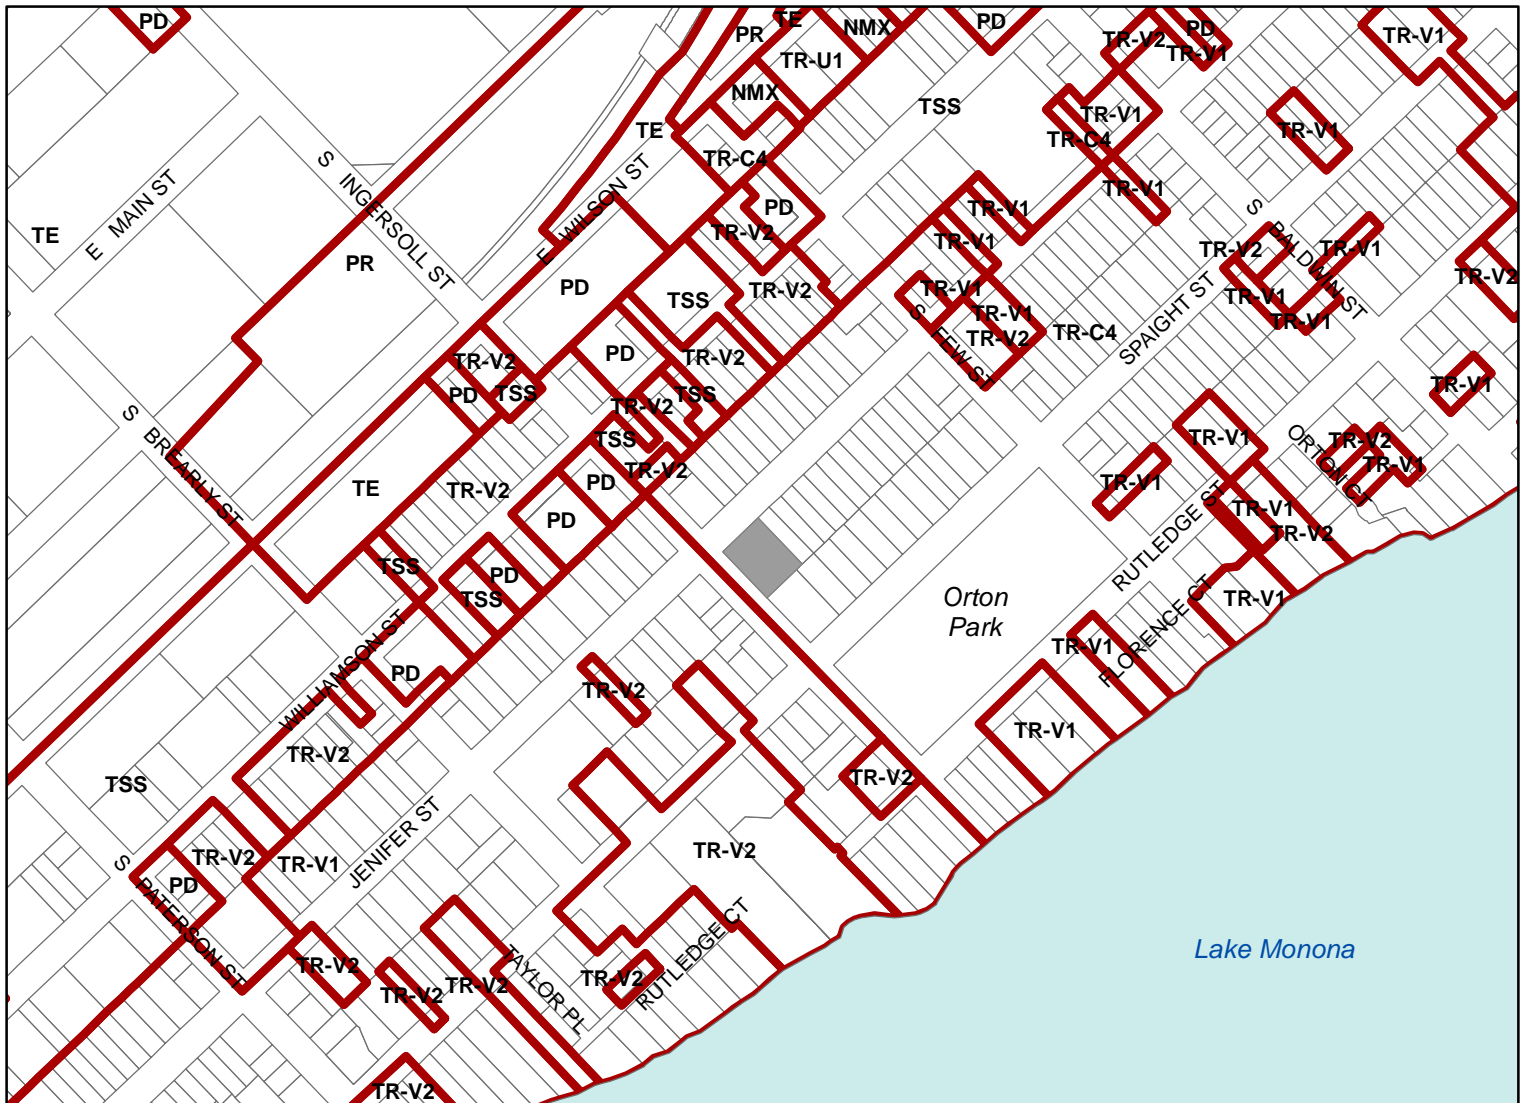 PD
TE
NMX
PD
PR
TR-U1
TR-V2
PD
TR-V1
TR-V1
NMX
TSS
TR-V1
TR-C4
TR-V1
TE
TR-C4
TR-V1
S INGERSOLL ST
E MAIN ST
E WILSON ST
PD
TR-V1
S BALDWIN ST
TE
TR-V2
TR-V1
TR-V2
TR-V1
PR
TR-V2
PD
TSS
TR-V2
TR-V1
TR-V1
TR-V1
TR-V1
S FEW ST
TR-V2
TR-C4
SPAIGHT ST
PD
TR-V2
TR-V2
PD
TSS
TSS
TR-V2
TR-V1
S BREARLY ST
TSS
TR-V1
ORTON CT
TR-V2
TR-V1
TR-V2
TE
TR-V2
PD
TR-V1
RUTLEDGE ST
TR-V1
PD
TR-V2
TSS
PD
TSS
Orton
Park
TR-V1
FLORENCE CT
WILLIAMSON ST
TR-V1
PD
TR-V2
TR-V2
TR-V1
TSS
TR-V2
JENIFER ST
TR-V2
S PATERSON ST
TR-V2
TR-V1
PD
Lake Monona
TR-V2
TAYLOR PL
RUTLEDGE CT
TR-V2
TR-V2
TR-V2
TR-V2